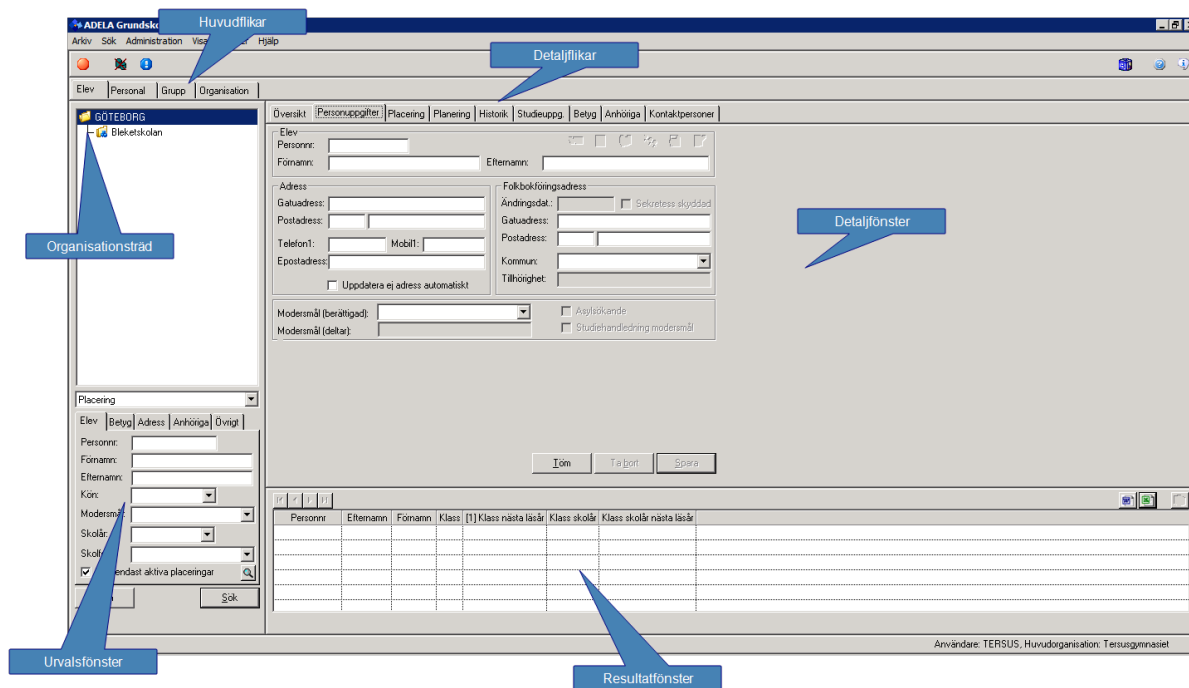 ADELA Grundsko
Huvudflikar
Arkiv Sök Administration Visa Hjälp
Detaljflikar
Elev Personal Grupp Organisation
GÖTEBORG
Bleketskolan
Organisationsträd
Översikt Personuppgifter Placering Planering Historik Studieuppg. Betyg Anhöriga Kontaktpersoner
Elev
Personnr:
Förnamn: Efternamn:
Adress
Gatuadress:
Postadress:
Telefon1: Mobil1:
Epostadress:
Uppdatera ej adress automatiskt
Folkbokföringsadress
Ändringsdat.: Sekretess skyddad
Gatuadress:
Postadress:
Kommun:
Tillhörighet:
Modersmål (berättigad): Asylsökande
Modersmål (deltar): Studiehandledning modersmål
Detaljfönster
Töm Ta bort Spara
Placering
Elev Betyg Adress Anhöriga Övrigt
Personnr:
Förnamn:
Efternamn:
Kön:
Modersmå
Skolår:
Skolf
endast aktiva placeringar
Sök
Urvalsfönster
Personnr Efternamn Förnamn Klass [1] Klass nästa läsår Klass skolår Klass skolår nästa läsår
Resultatfönster
Användare: TERSUS, Huvudorganisation: Tersusgymnasiet